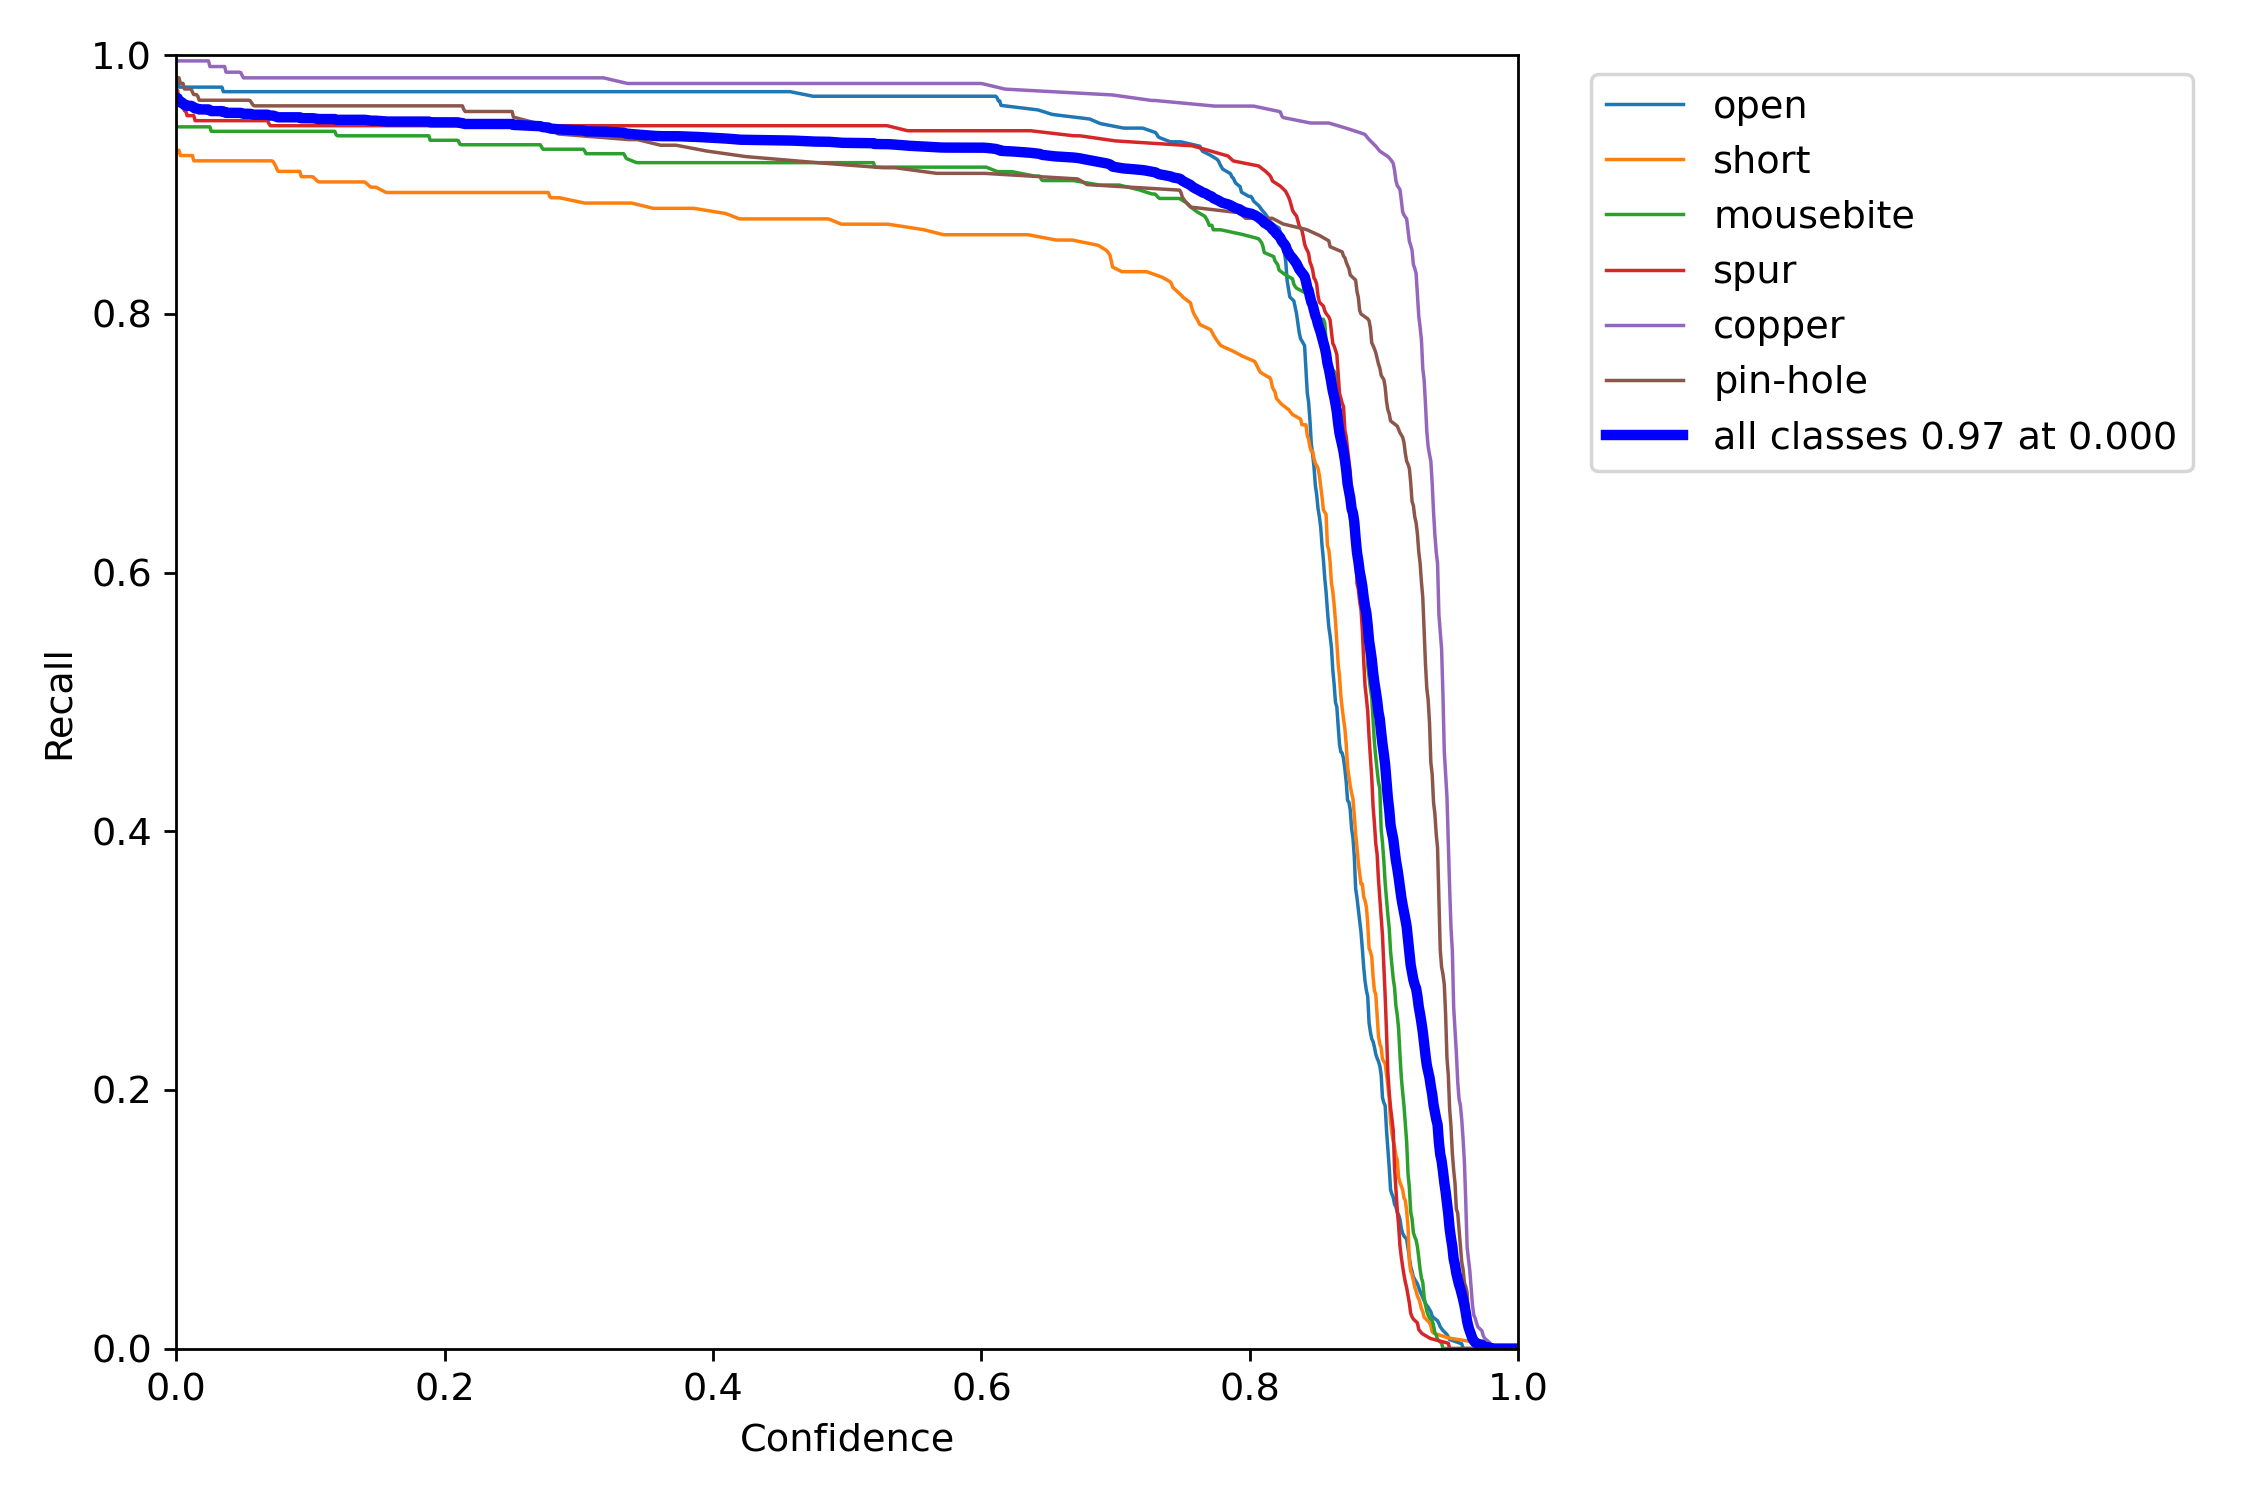 1.0
0.8
0.6
0.4
0.2
0.0
Recall
0.0 0.2 0.4 0.6 0.8 1.0
Confidence
open
short
mousebite
spur
copper
pin-hole
all classes 0.97 at 0.000